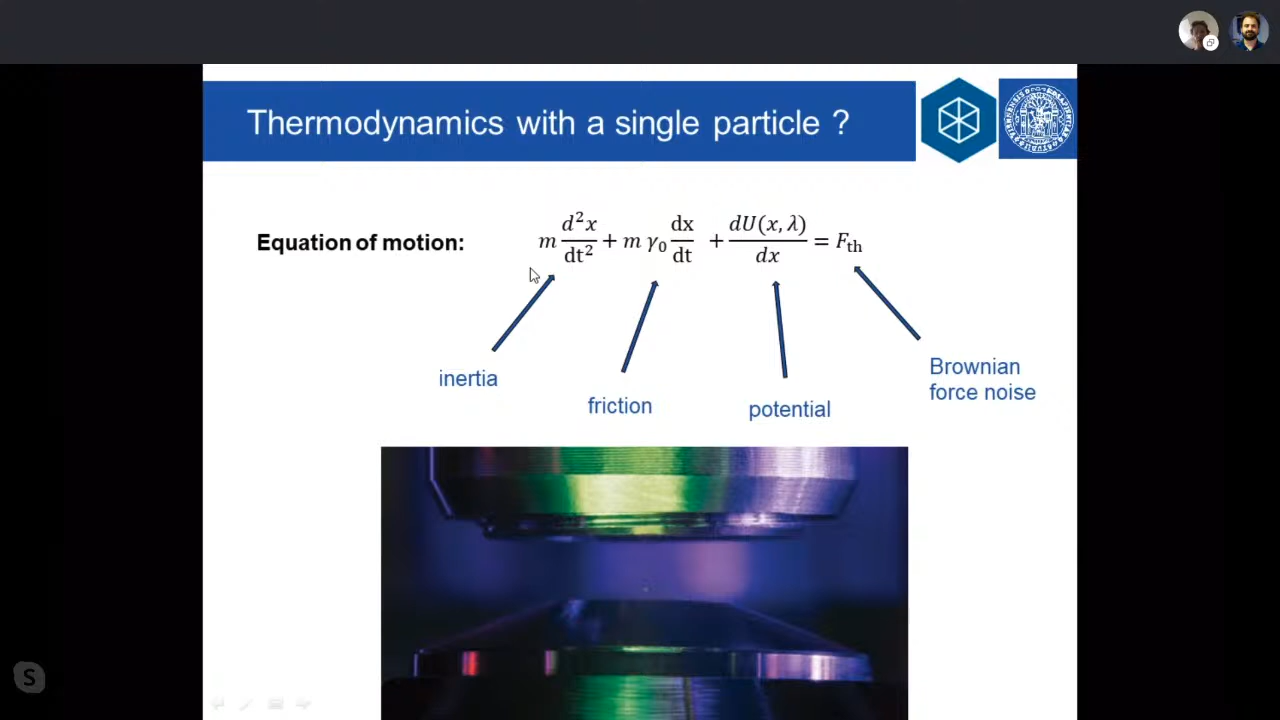 Thermodynamics with a single particle ?
Equation of motion: m d²x/dt² + m γ₀ dx/dt + dU(x, λ)/dx = Fth
inertia
friction
potential
Brownian
force noise
S